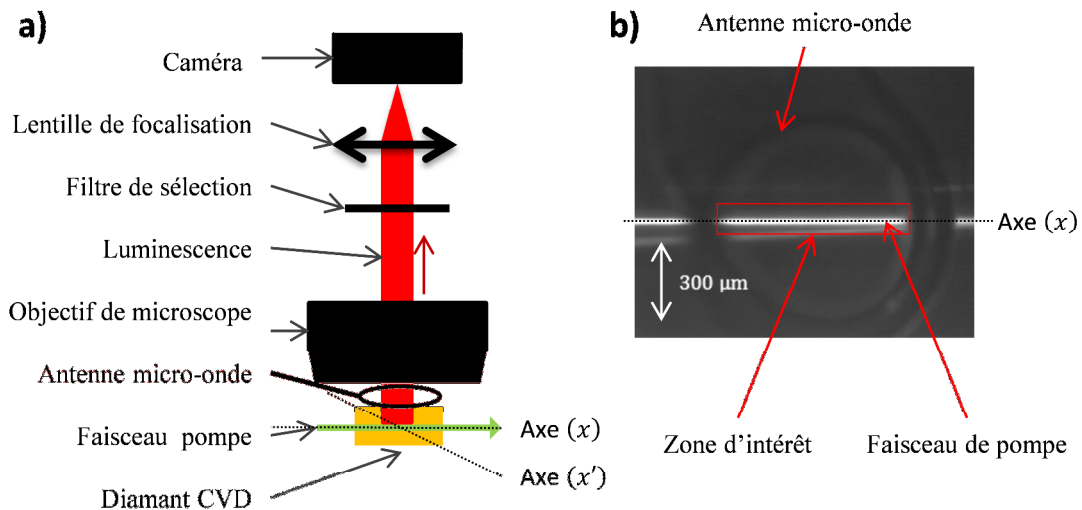 a)
Caméra
Lentille de focalisation
Filtre de sélection
Luminescence
Objectif de microscope
Antenne micro-onde
Faisceau pompe
Diamant CVD
Axe (x)
Axe (x')
b)
Antenne micro-onde
Axe (x)
300 µm
Zone d'intérêt
Faisceau de pompe